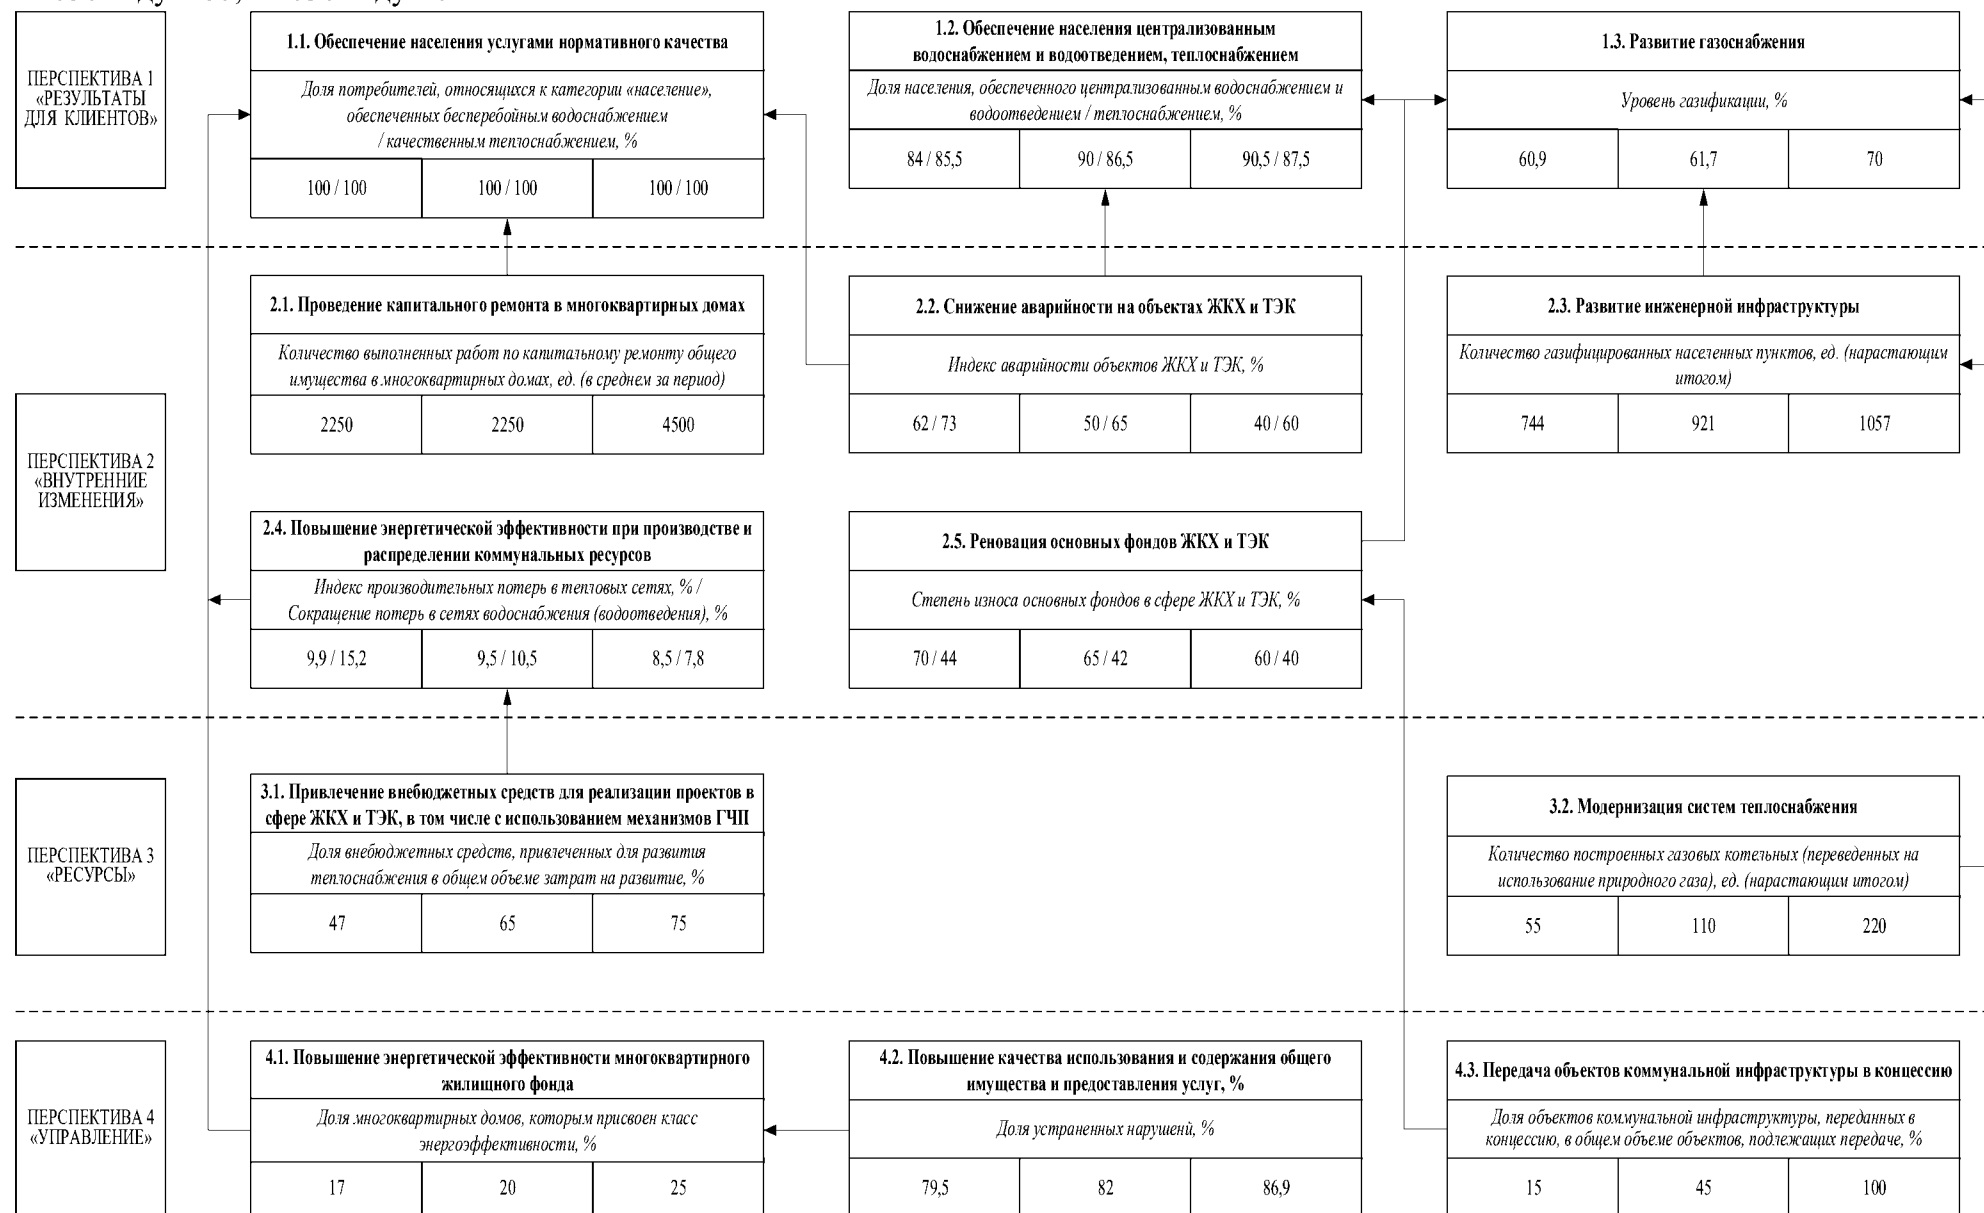 ПЕРСПЕКТИВА 1
«РЕЗУЛЬТАТЫ
ДЛЯ КЛИЕНТОВ»
1.1. Обеспечение населения услугами нормативного качества
Доля потребителей, относящихся к категории «население»,
обеспеченных бесперебойным водоснабжением
/ качественным теплоснабжением, %
100 / 100
100 / 100
100 / 100
1.2. Обеспечение населения централизованным
водоснабжением и водоотведением, теплоснабжением
Доля населения, обеспеченного централизованным водоснабжением и
водоотведением / теплоснабжением, %
84 / 85,5
90 / 86,5
90,5 / 87,5
1.3. Развитие газоснабжения
Уровень газификации, %
60,9
61,7
70
ПЕРСПЕКТИВА 2
«ВНУТРЕННИЕ
ИЗМЕНЕНИЯ»
2.1. Проведение капитального ремонта в многоквартирных домах
Количество выполненных работ по капитальному ремонту общего
имущества в многоквартирных домах, ед. (в среднем за период)
2250
2250
4500
2.2. Снижение аварийности на объектах ЖКХ и ТЭК
Индекс аварийности объектов ЖКХ и ТЭК, %
62 / 73
50 / 65
40 / 60
2.3. Развитие инженерной инфраструктуры
Количество газифицированных населенных пунктов, ед. (нарастающим
итогом)
744
921
1057
2.4. Повышение энергетической эффективности при производстве и
распределении коммунальных ресурсов
Индекс производительных потерь в тепловых сетях, % /
Сокращение потерь в сетях водоснабжения (водоотведения), %
9,9 / 15,2
9,5 / 10,5
8,5 / 7,8
2.5. Реновация основных фондов ЖКХ и ТЭК
Степень износа основных фондов в сфере ЖКХ и ТЭК, %
70 / 44
65 / 42
60 / 40
ПЕРСПЕКТИВА 3
«РЕСУРСЫ»
3.1. Привлечение внебюджетных средств для реализации проектов в
сфере ЖКХ и ТЭК, в том числе с использованием механизмов ГЧП
Доля внебюджетных средств, привлеченных для развития
теплоснабжения в общем объеме затрат на развитие, %
47
65
75
3.2. Модернизация систем теплоснабжения
Количество построенных газовых котельных (переведенных на
использование природного газа), ед. (нарастающим итогом)
55
110
220
ПЕРСПЕКТИВА 4
«УПРАВЛЕНИЕ»
4.1. Повышение энергетической эффективности многоквартирного
жилищного фонда
Доля многоквартирных домов, которым присвоен класс
энергоэффективности, %
17
20
25
4.2. Повышение качества использования и содержания общего
имущества и предоставления услуг, %
Доля устраненных нарушенй, %
79,5
82
86,9
4.3. Передача объектов коммунальной инфраструктуры в концессию
Доля объектов коммунальной инфраструктуры, переданных в
концессию, в общем объеме объектов, подлежащих передаче, %
15
45
100